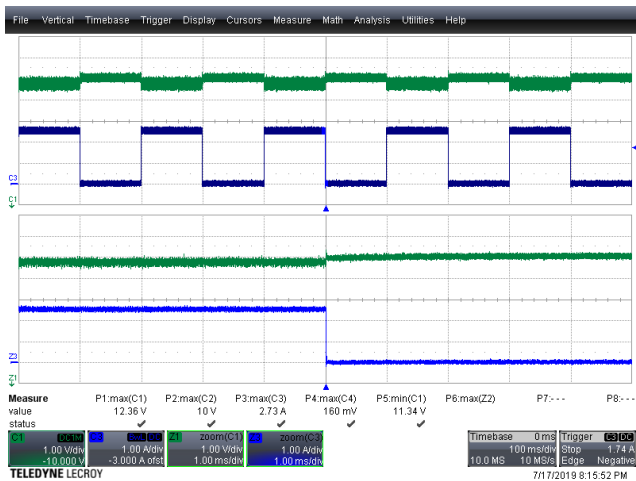 File Vertical Timebase Trigger Display Cursors Measure Math Analysis Utilities Help
C3
C1
Z3
Z1
Measure P1:max(C1) P2:max(C2) P3:max(C3) P4:max(C4) P5:min(C1) P6:max(Z2) P7:--- P8:---
value 12.36 V 10 V 2.73 A 160 mV 11.34 V
status
C1 DC1M Z1 zoom(C1) zoom(C3) Timebase 0 ms Trigger C3 DC
1.00 V/div 1.00 A/div 1.00 V/div 1.00 A/div 100 ms/div Stop 1.74 A
-10.000 V -3.000 A ofst 1.00 ms/div 1.00 ms/div 10.0 MS 10 MS/s Edge Negative
TELEDYNE LECROY 7/17/2019 8:15:52 PM